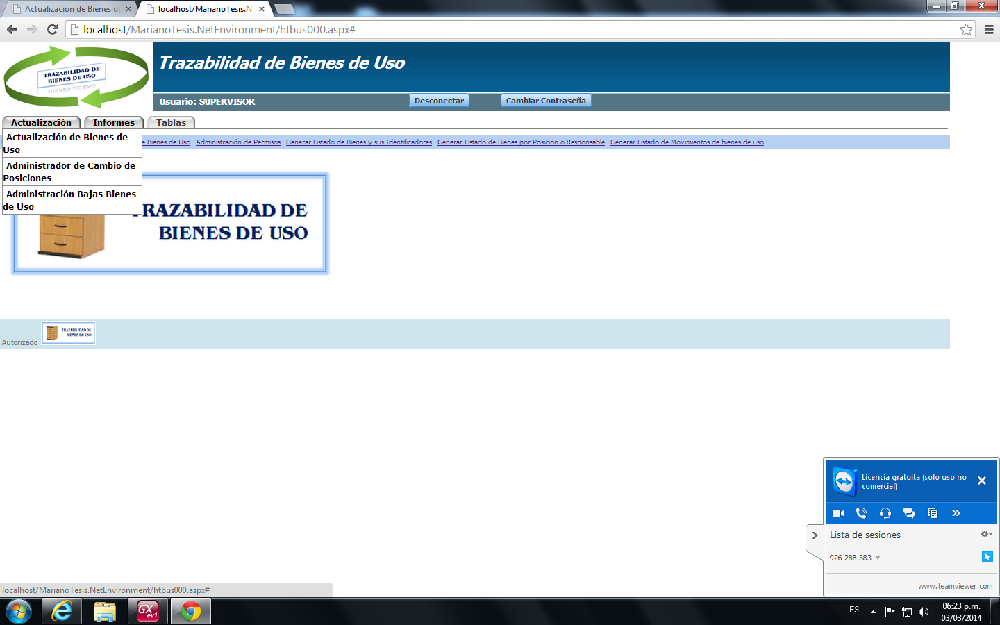 Actualización de Bienes de
localhost/MarianoTesis.Ne
localhost/MarianoTesis.NetEnvironment/htbus000.aspx#
TRAZABILIDAD DE
BIENES DE USO
Trazabilidad de Bienes de Uso
Usuario: SUPERVISOR
Desconectar
Cambiar Contraseña
Actualización
Informes
Tablas
Actualización de Bienes de
Uso
Administrador de Cambio de
Posiciones
Administración Bajas Bienes
de Uso
e Bienes de Uso Administración de Permisos Generar Listado de Bienes y sus Identificadores Generar Listado de Bienes por Posición o Responsable Generar Listado de Movimientos de bienes de uso
TRAZABILIDAD DE
BIENES DE USO
Autorizado
TRAZABILIDAD DE
BIENES DE USO
Licencia gratuita (solo uso no
comercial)
Lista de sesiones
926 288 383
www.teamviewer.com
localhost/MarianoTesis.NetEnvironment/htbus000.aspx#
GX
ev1
ES
06:23 p.m.
03/03/2014